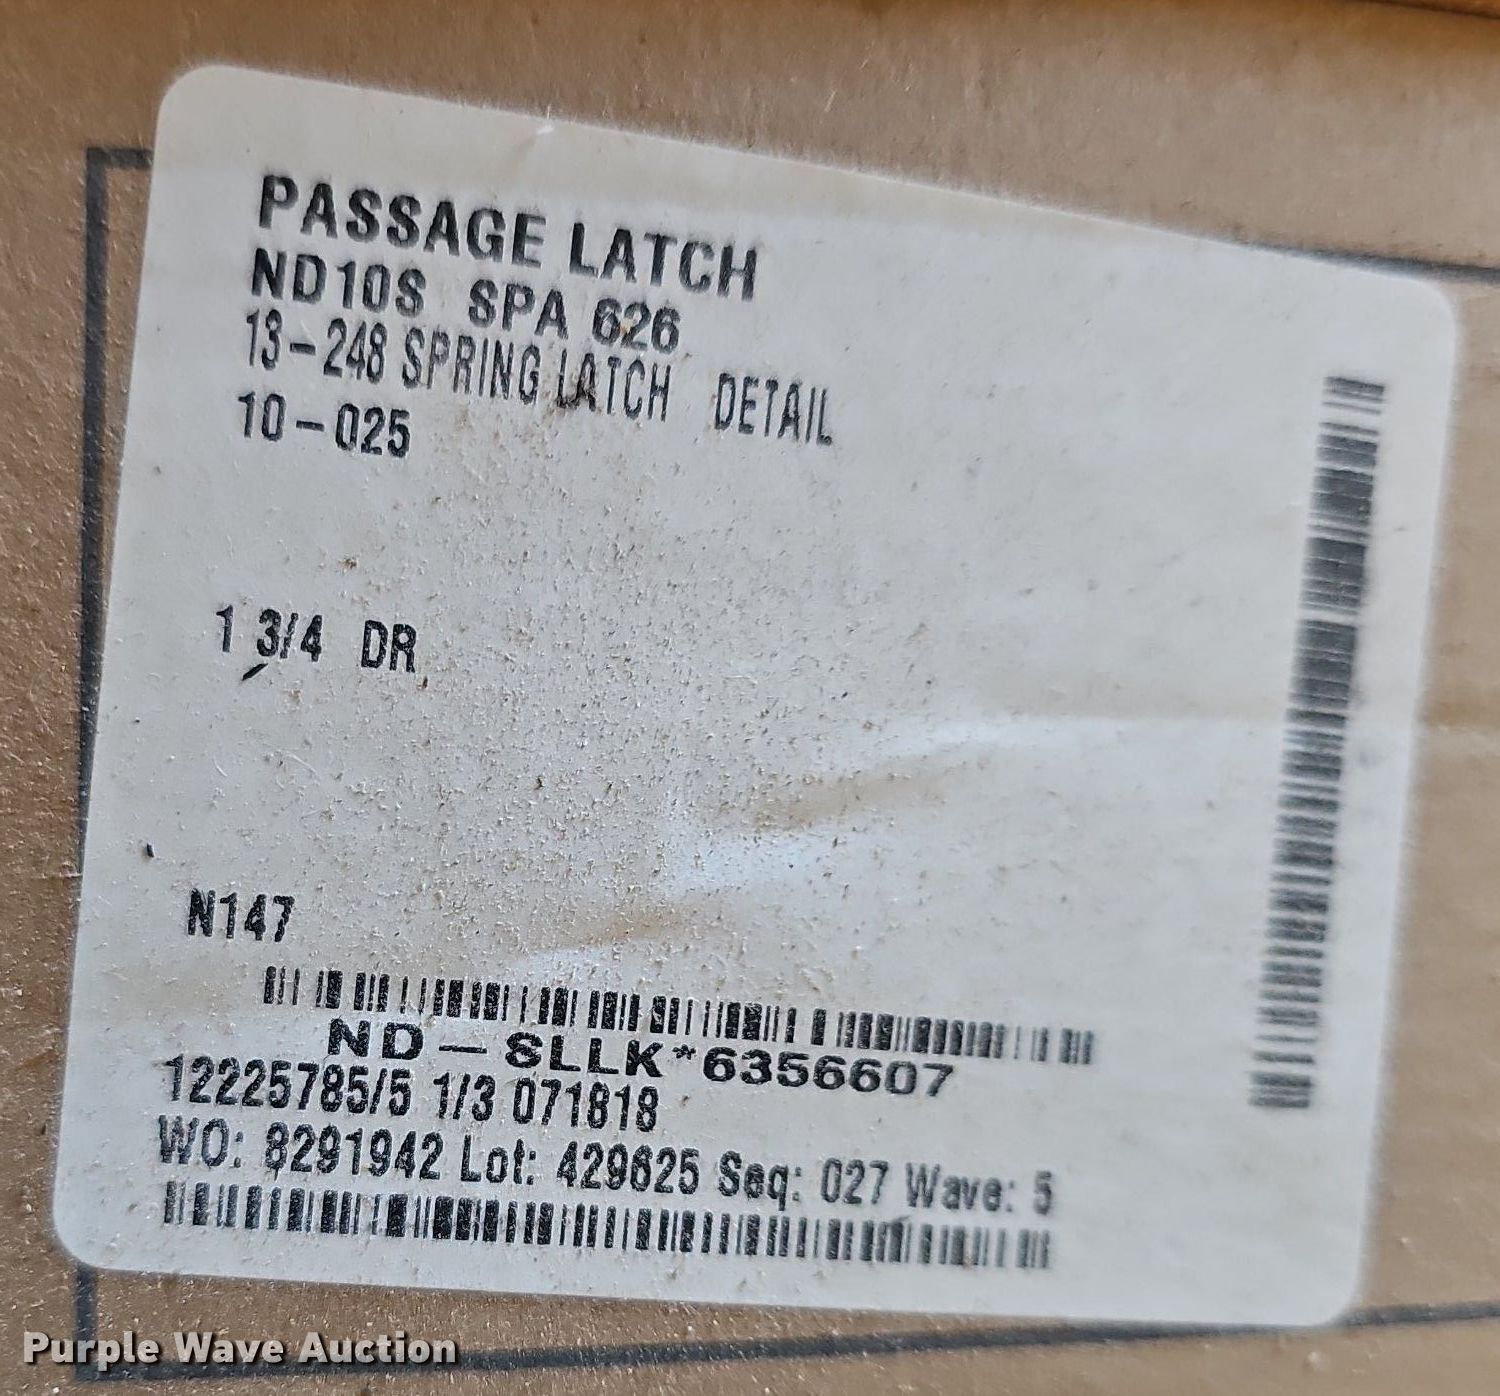 PASSAGE LATCH
ND10S SPA 626
13-248 SPRING LATCH DETAIL
10-025
1 3/4 DR
N147
ND-SLLK*6356607
12225785/5 1/3 071818
WO: 8291942 Lot: 429625 Seq: 027 Wave: 5
Purple Wave Auction